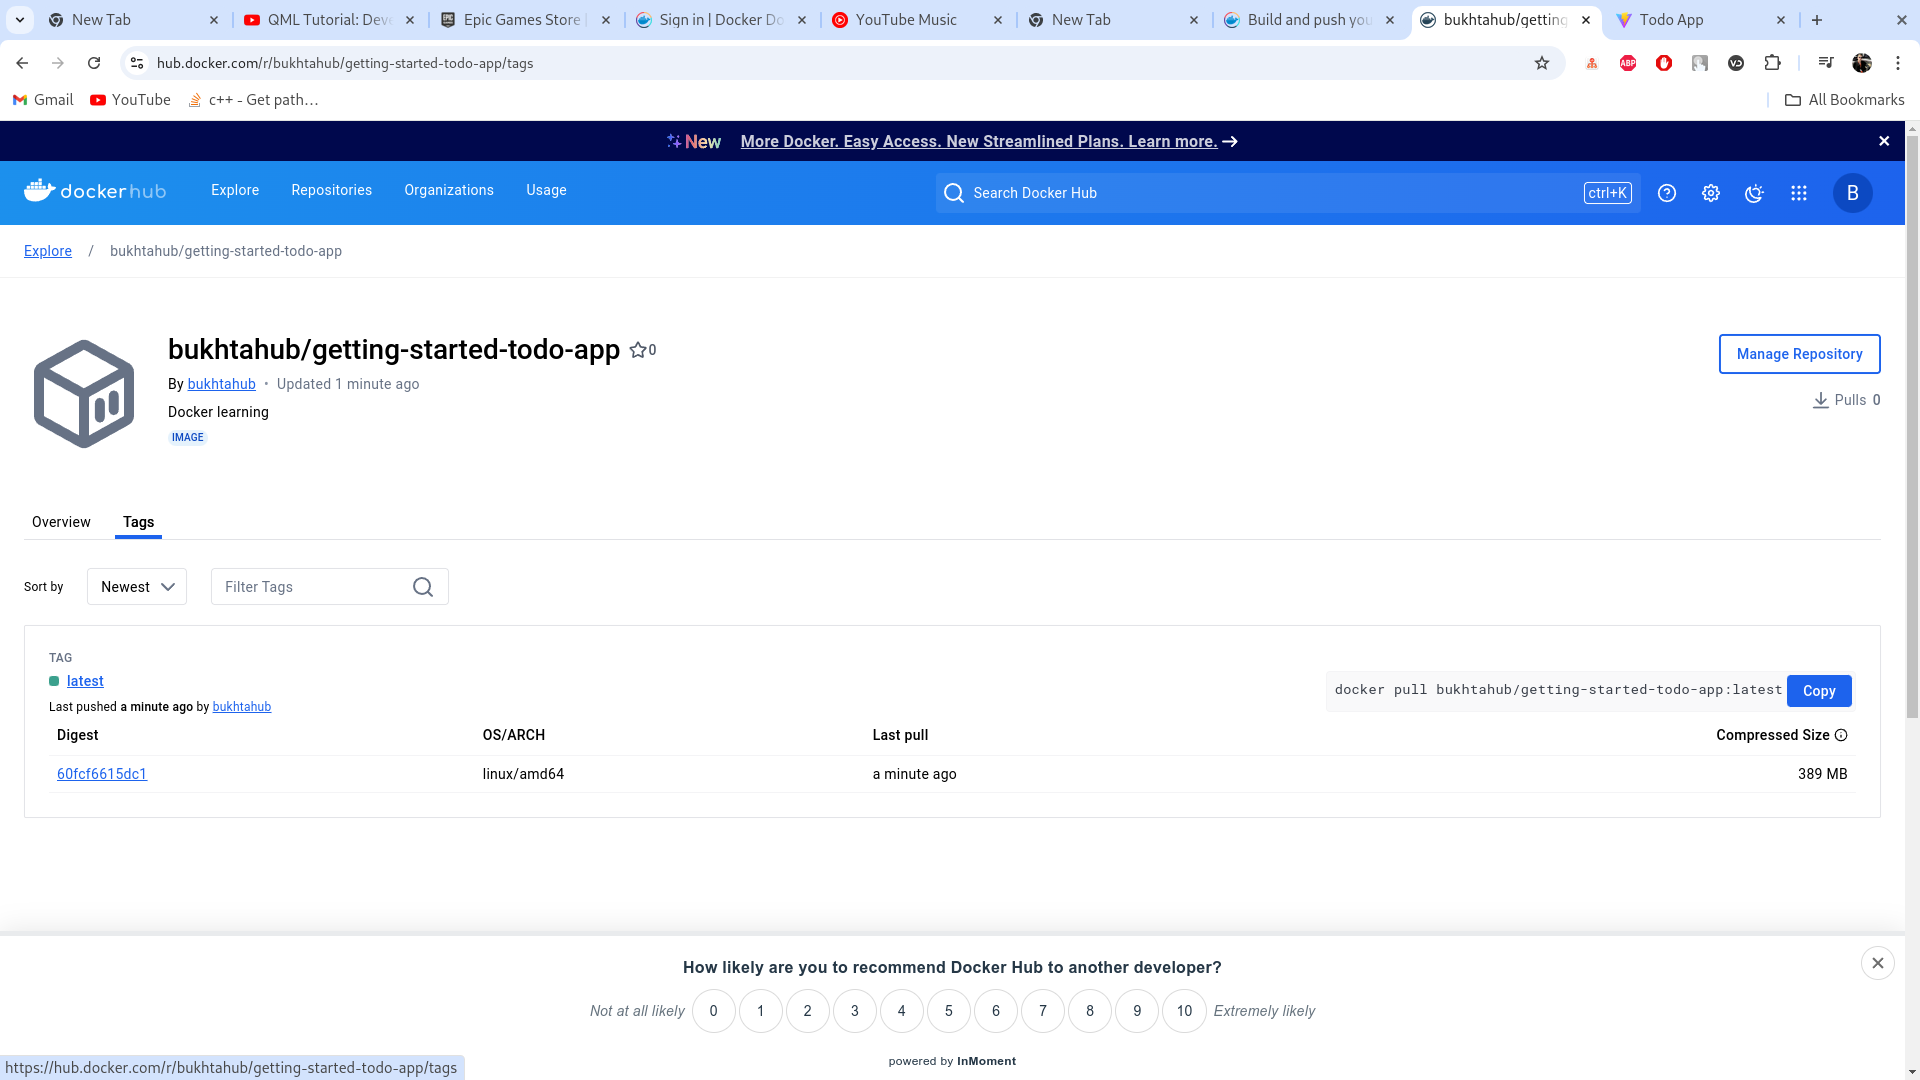 New Tab
QML Tutorial: Deve
Epic Games Store
Sign in | Docker Do
YouTube Music
New Tab
Build and push you
bukhtahub/getting
Todo App
hub.docker.com/r/bukhtahub/getting-started-todo-app/tags
ABP
Gmail
YouTube
c++ - Get path...
All Bookmarks
New More Docker. Easy Access. New Streamlined Plans. Learn more.
dockerhub
Explore
Repositories
Organizations
Usage
Search Docker Hub
ctrl+K
B
Explore / bukhtahub/getting-started-todo-app
bukhtahub/getting-started-todo-app 0
Manage Repository
By bukhtahub • Updated 1 minute ago
Pulls 0
Docker learning
IMAGE
Overview
Tags
Sort by
Newest
Filter Tags
TAG
latest
docker pull bukhtahub/getting-started-todo-app:latest
Copy
Last pushed a minute ago by bukhtahub
Digest OS/ARCH Last pull Compressed Size
60fcf6615dc1 linux/amd64 a minute ago 389 MB
How likely are you to recommend Docker Hub to another developer?
Not at all likely 0 1 2 3 4 5 6 7 8 9 10 Extremely likely
powered by InMoment
https://hub.docker.com/r/bukhtahub/getting-started-todo-app/tags